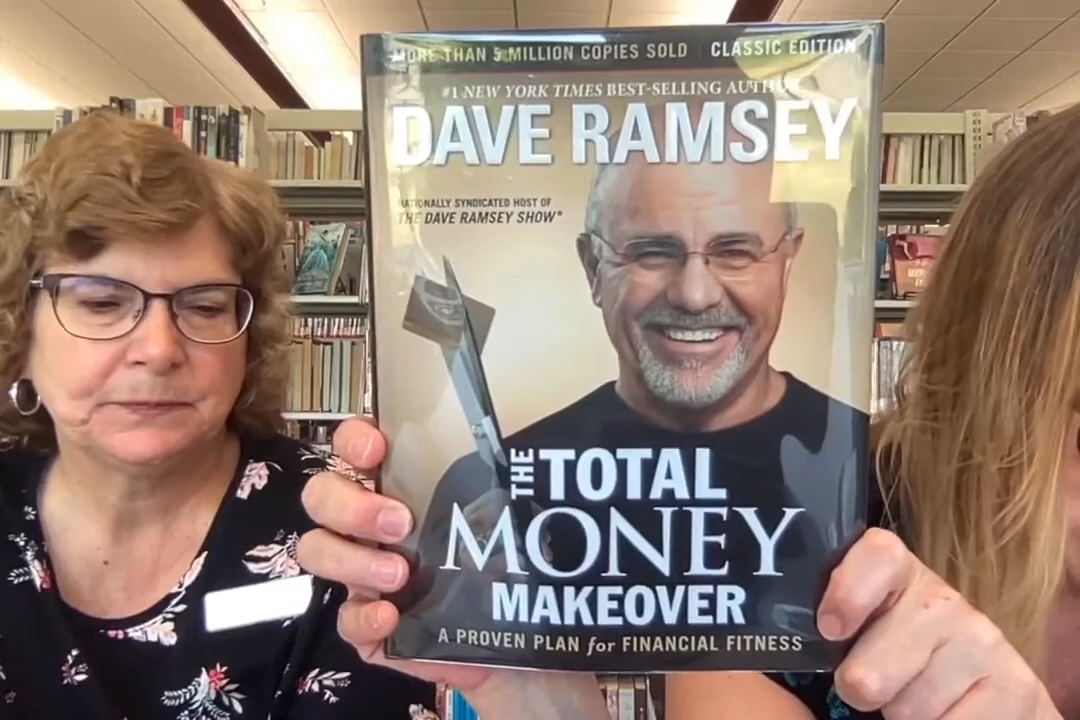 MORE THAN 5 MILLION COPIES SOLD | CLASSIC EDITION
#1 NEW YORK TIMES BEST-SELLING AUTHOR
DAVE RAMSEY
NATIONALLY SYNDICATED HOST OF
THE DAVE RAMSEY SHOW®
THE TOTAL
MONEY
MAKEOVER
A PROVEN PLAN for FINANCIAL FITNESS